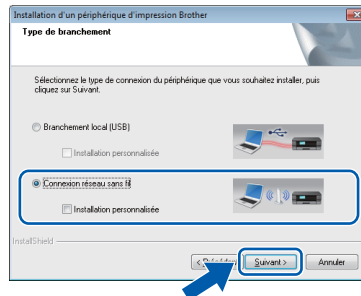 Installation d'un périphérique d'impression Brother
Type de branchement
Sélectionnez le type de connexion du périphérique que vous souhaitez installer, puis
cliquez sur Suivant.
Branchement local (USB)
Installation personnalisée
Connexion réseau sans fil
Installation personnalisée
InstallShield
Suivant >
Annuler